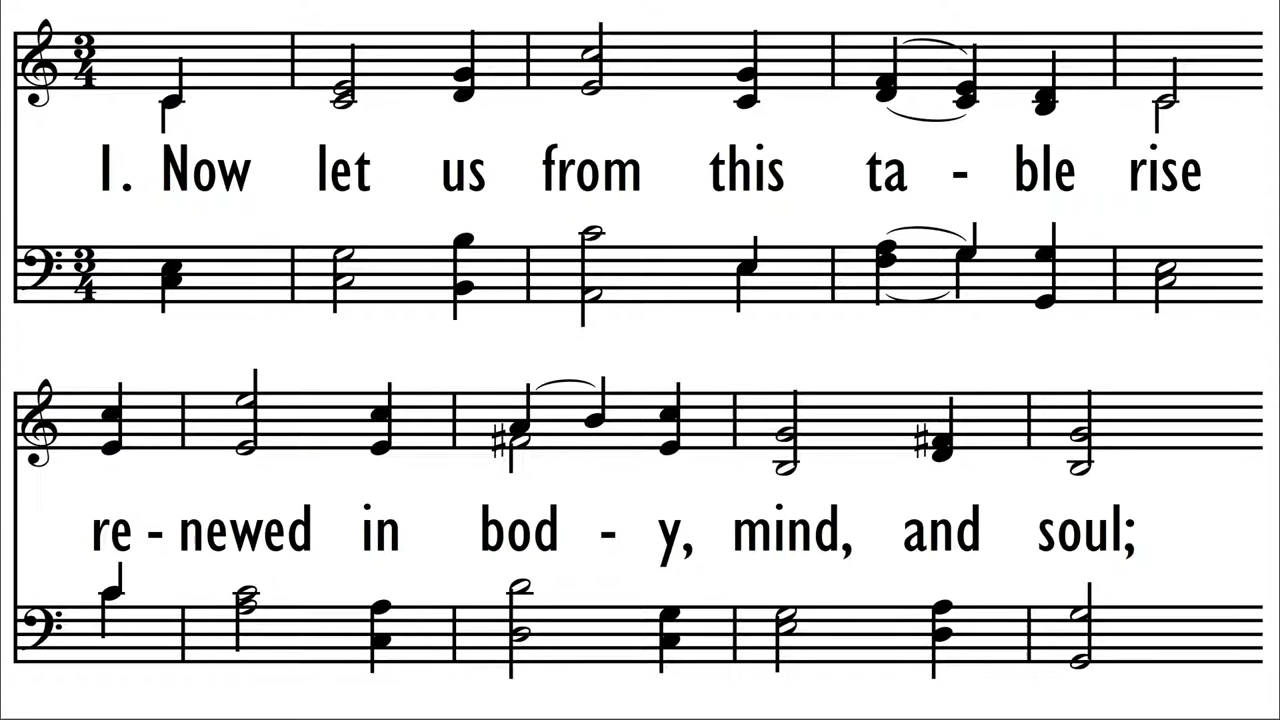 1. Now let us from this ta - ble rise
re - newed in bod - y, mind, and soul;